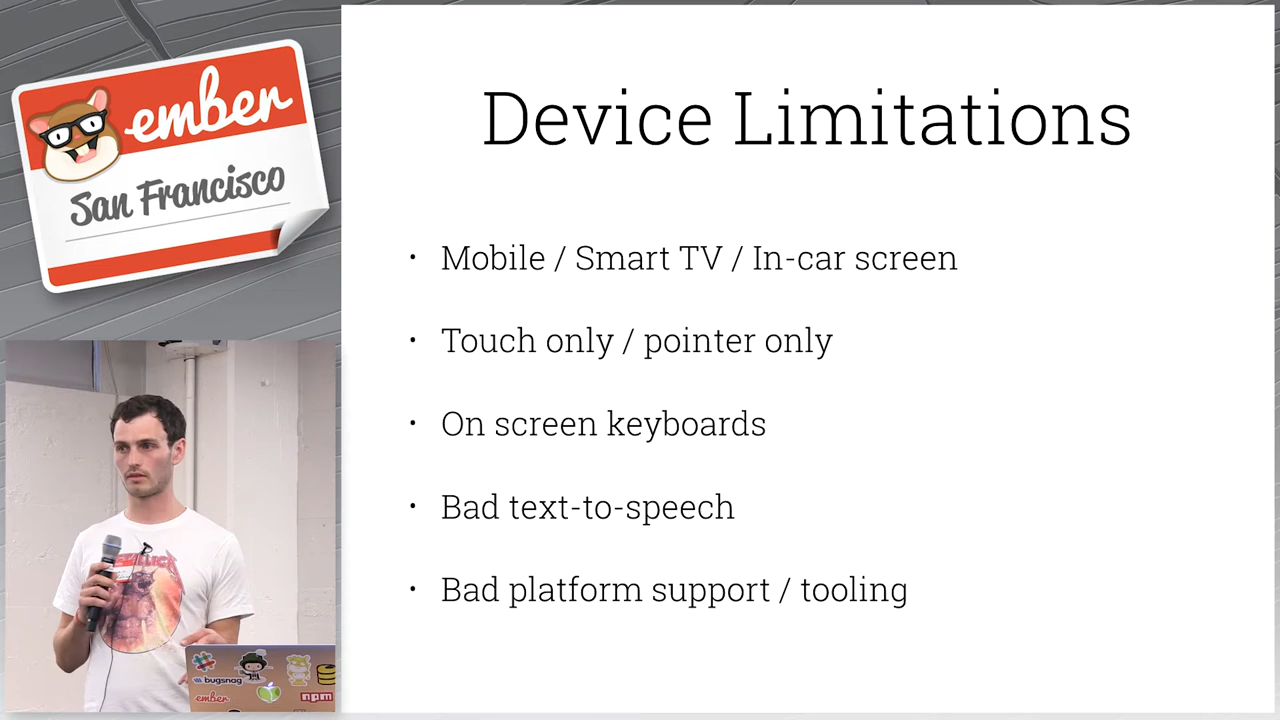 ember
San Francisco
Device Limitations
• Mobile / Smart TV / In-car screen
• Touch only / pointer only
• On screen keyboards
• Bad text-to-speech
• Bad platform support / tooling
METALLICA
bugsnag
ember
npm